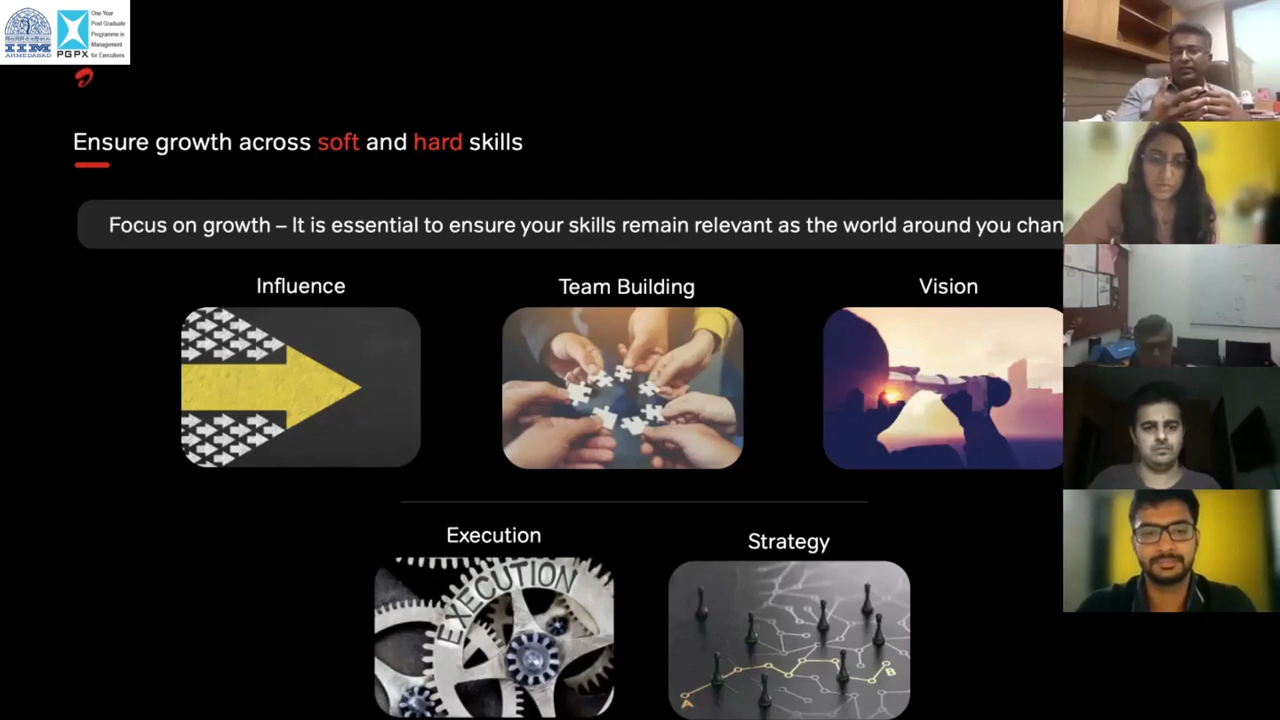 IIM
AHMEDABAD
PGPX
One Year
Post Graduate
Programme in
Management
for Executives
Ensure growth across soft and hard skills
Focus on growth – It is essential to ensure your skills remain relevant as the world around you chan
Influence
Team Building
Vision
Execution
Strategy
EXECUTION
A
B